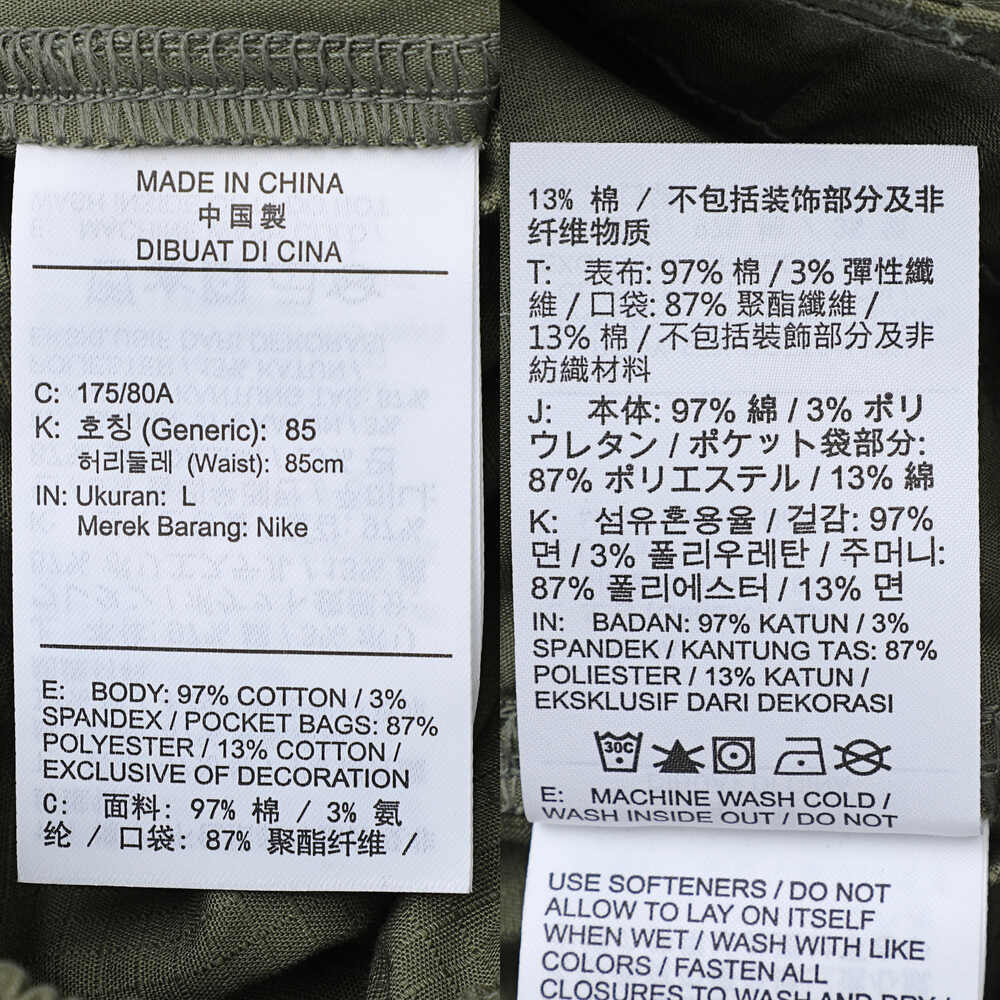 MADE IN CHINA
中国製
DIBUAT DI CINA
C: 175/80A
K: 호칭 (Generic): 85
허리둘레 (Waist): 85cm
IN: Ukuran: L
Merek Barang: Nike
E: BODY: 97% COTTON / 3%
SPANDEX / POCKET BAGS: 87%
POLYESTER / 13% COTTON /
EXCLUSIVE OF DECORATION
C: 面料: 97% 棉 / 3% 氨
纶 / 口袋: 87% 聚酯纤维 /
13% 棉 / 不包括装饰部分及非
纤维物质
T: 表布: 97% 棉 / 3% 彈性纖
維 / 口袋: 87% 聚酯纖維 /
13% 棉 / 不包括裝飾部分及非
紡織材料
J: 本体: 97% 綿 / 3% ポリ
ウレタン / ポケット袋部分:
87% ポリエステル / 13% 綿
K: 섬유혼용율 / 겉감: 97%
면 / 3% 폴리우레탄 / 주머니:
87% 폴리에스터 / 13% 면
IN: BADAN: 97% KATUN / 3%
SPANDEK / KANTUNG TAS: 87%
POLIESTER / 13% KATUN /
EKSKLUSIF DARI DEKORASI
30C
E: MACHINE WASH COLD /
WASH INSIDE OUT / DO NOT
USE SOFTENERS / DO NOT
ALLOW TO LAY ON ITSELF
WHEN WET / WASH WITH LIKE
COLORS / FASTEN ALL
CLOSURES TO WASH AND DRY